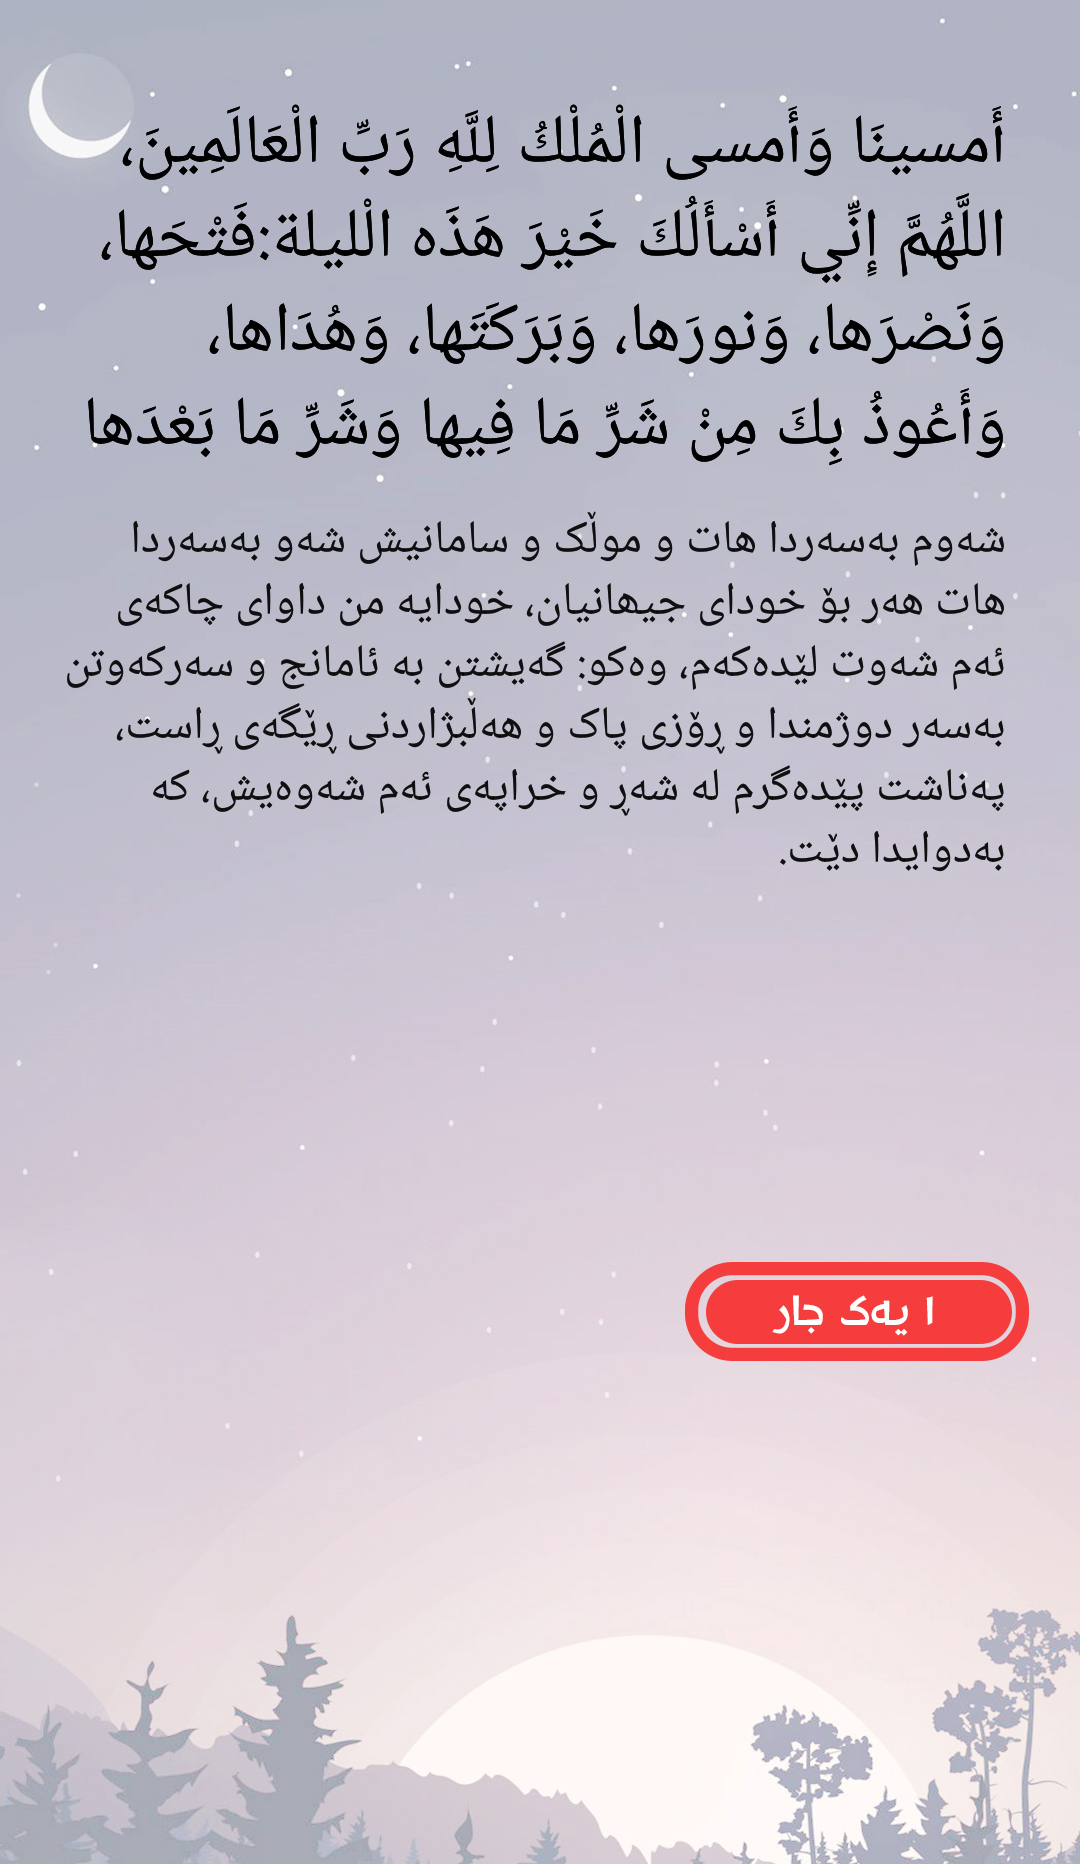 أَمسينَا وَأَمسى الْمُلْكُ لِلَّهِ رَبِّ الْعَالَمِينَ،
اللَّهُمَّ إِنِّي أَسْأَلُكَ خَيْرَ هَذَه الْليلة:فَتْحَها،
وَنَصْرَها، وَنورَها، وَبَرَكَتَها، وَهُدَاها،
وَأَعُوذُ بِكَ مِنْ شَرِّ مَا فِيها وَشَرِّ مَا بَعْدَها
شەوم بەسەردا هات و موڵک و سامانیش شەو بەسەردا
هات هەر بۆ خودای جیهانیان، خودایە من داوای چاکەی
ئەم شەوت لێدەکەم، وەکو: گەیشتن بە ئامانج و سەرکەوتن
بەسەر دوژمندا و ڕۆزی پاک و هەڵبژاردنی ڕێگەی ڕاست،
پەناشت پێدەگرم لە شەڕ و خراپەی ئەم شەوەیش، کە
بەدوایدا دێت.
١ یەک جار